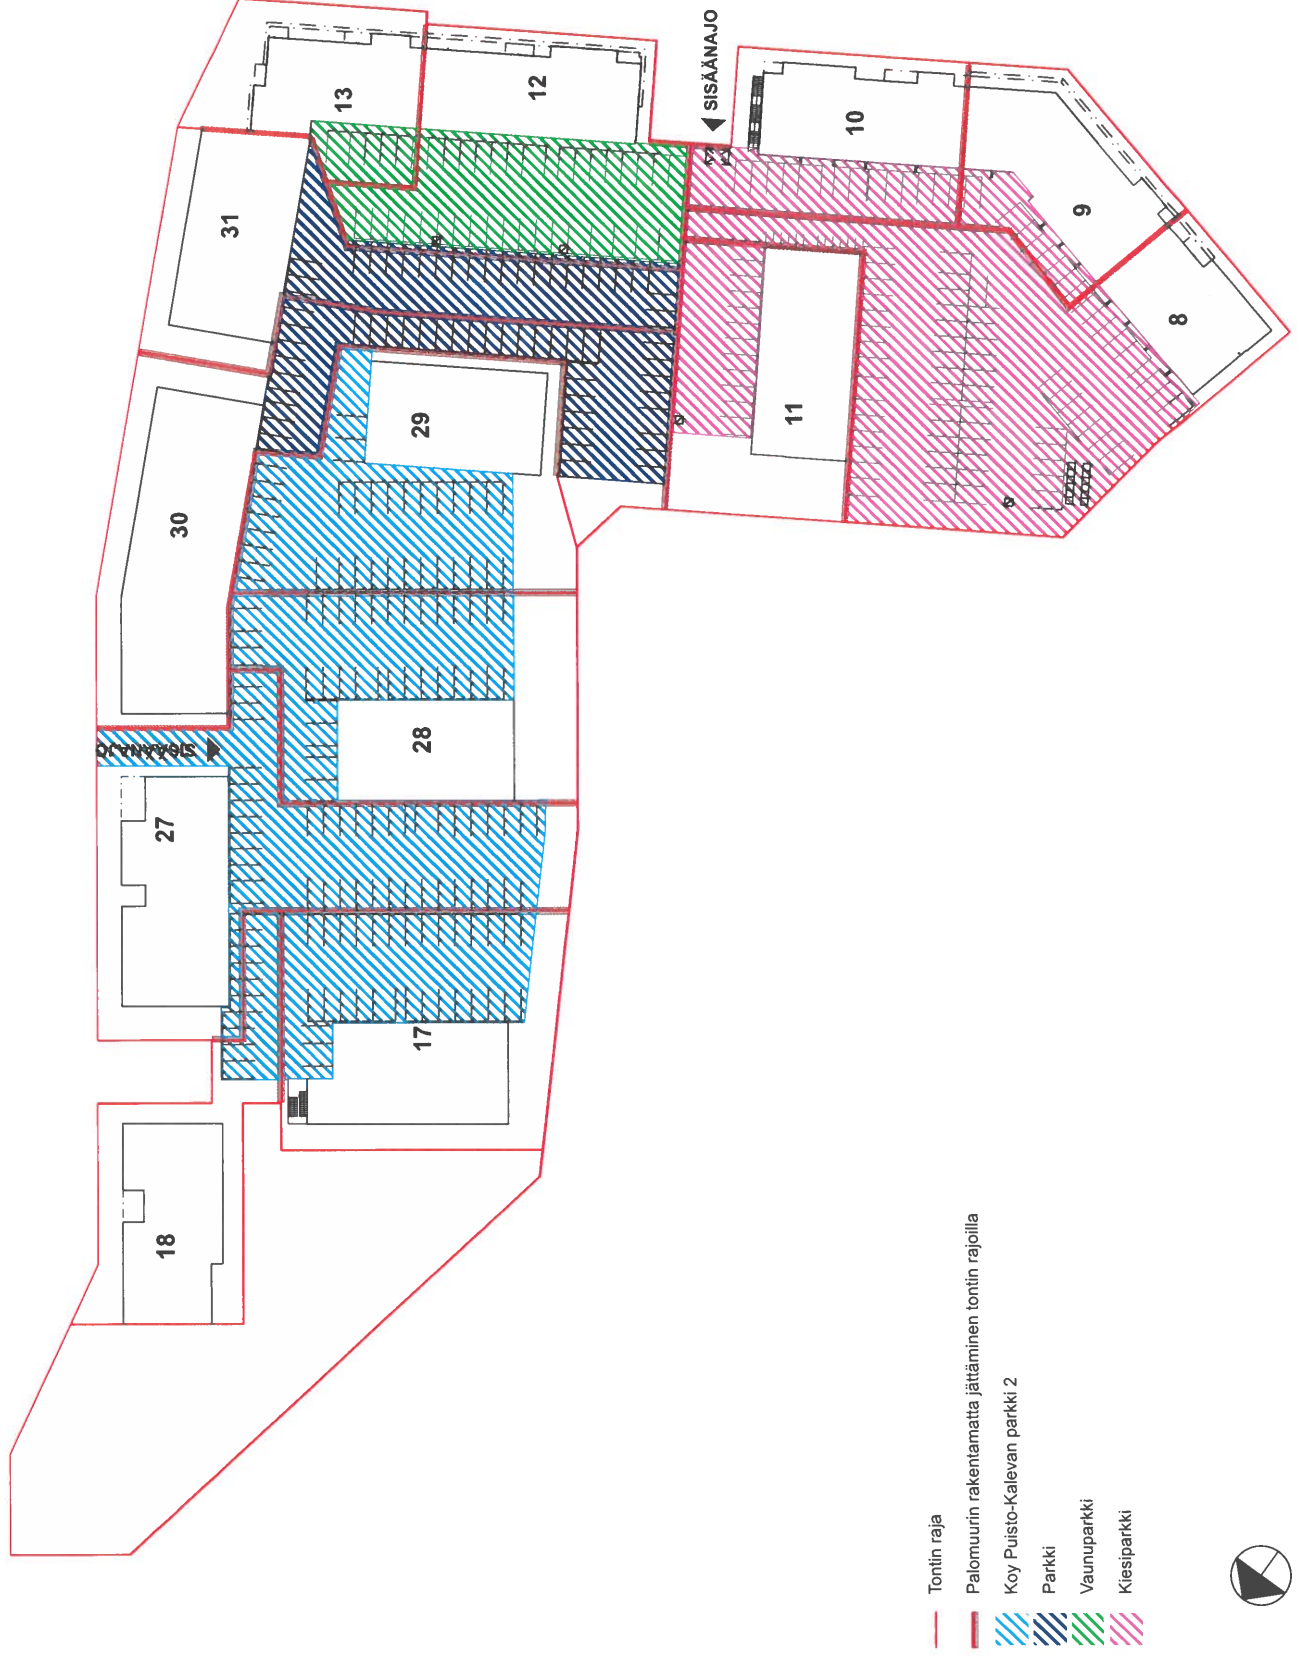 13
12
SISÄÄNAJO
10
31
9
8
11
29
30
28
SISÄÄNAJO
27
17
18
Tontin raja
Palomuurin rakentamatta jättäminen tontin rajoilla
Koy Puisto-Kalevan parkki 2
Parkki
Vaunuparkki
Kiesiparkki